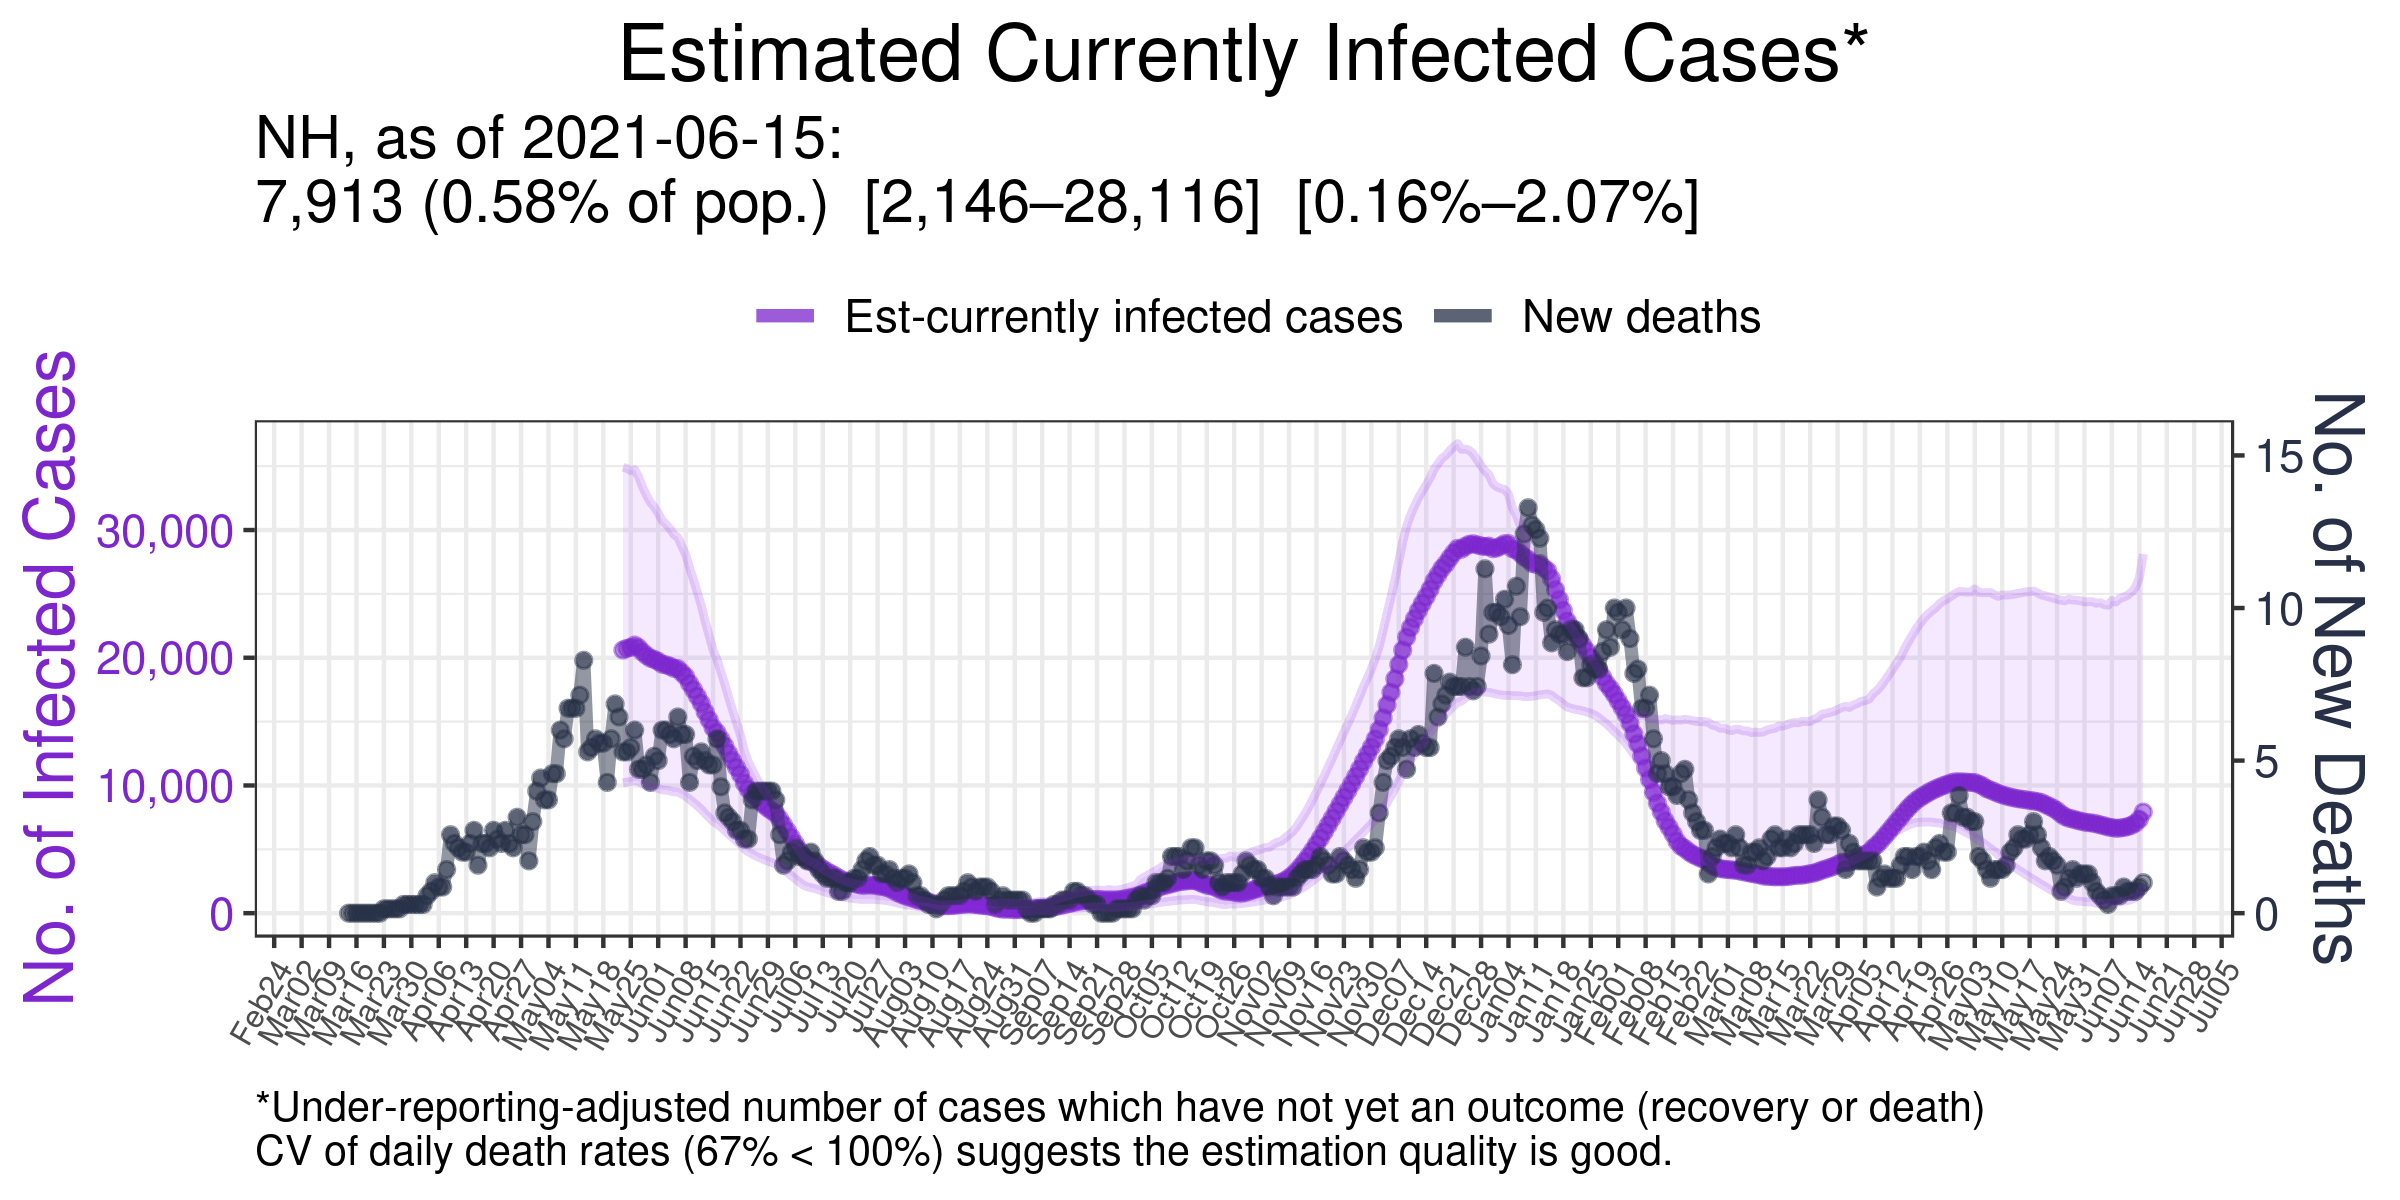 Estimated Currently Infected Cases*
NH, as of 2021-06-15:
7,913 (0.58% of pop.)  [2,146–28,116]  [0.16%–2.07%]
Est-currently infected cases
New deaths
No. of Infected Cases
30,000
20,000
10,000
0
15
10
5
0
No. of New Deaths
Feb24
Mar02
Mar09
Mar16
Mar23
Mar30
Apr06
Apr13
Apr20
Apr27
May04
May11
May18
May25
Jun01
Jun08
Jun15
Jun22
Jun29
Jul06
Jul13
Jul20
Jul27
Aug03
Aug10
Aug17
Aug24
Aug31
Sep07
Sep14
Sep21
Sep28
Oct05
Oct12
Oct19
Oct26
Nov02
Nov09
Nov16
Nov23
Nov30
Dec07
Dec14
Dec21
Dec28
Jan04
Jan11
Jan18
Jan25
Feb01
Feb08
Feb15
Feb22
Mar01
Mar08
Mar15
Mar22
Mar29
Apr05
Apr12
Apr19
Apr26
May03
May10
May17
May24
May31
Jun07
Jun14
Jun21
Jun28
Jul05
*Under-reporting-adjusted number of cases which have not yet an outcome (recovery or death)
CV of daily death rates (67% < 100%) suggests the estimation quality is good.